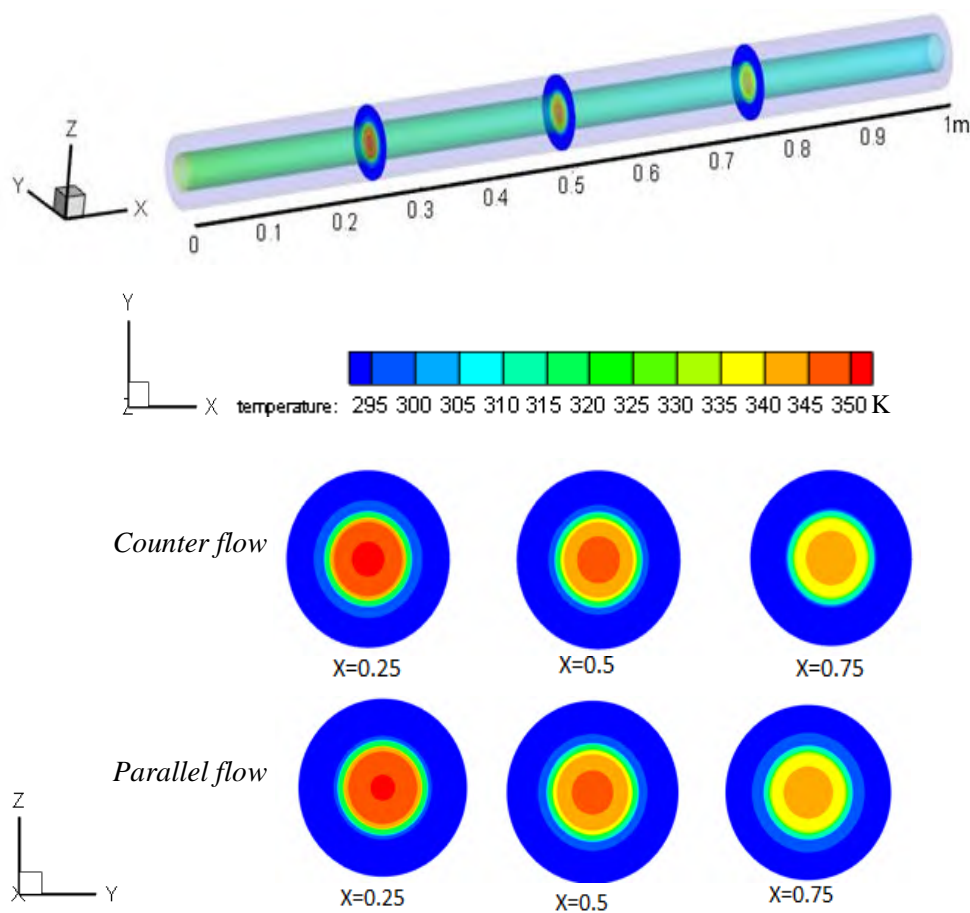 Z
Y
X
0 0.1 0.2 0.3 0.4 0.5 0.6 0.7 0.8 0.9 1m
Y
Z X
temperature: 295 300 305 310 315 320 325 330 335 340 345 350 K
Counter flow
X=0.25 X=0.5 X=0.75
Parallel flow
Z
X Y
X=0.25 X=0.5 X=0.75